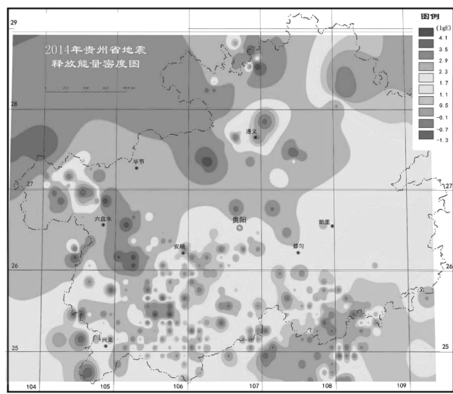 29
2014年贵州省地震
释放能量密度图
图例
(lgE)
4.1
3.5
2.9
2.3
1.7
1.1
0.5
-0.1
-0.7
-1.3
28
遵义
毕节
27
27
六盘水
贵阳
凯里
安顺
都匀
26
26
兴义
25
25
104
105
106
107
108
109